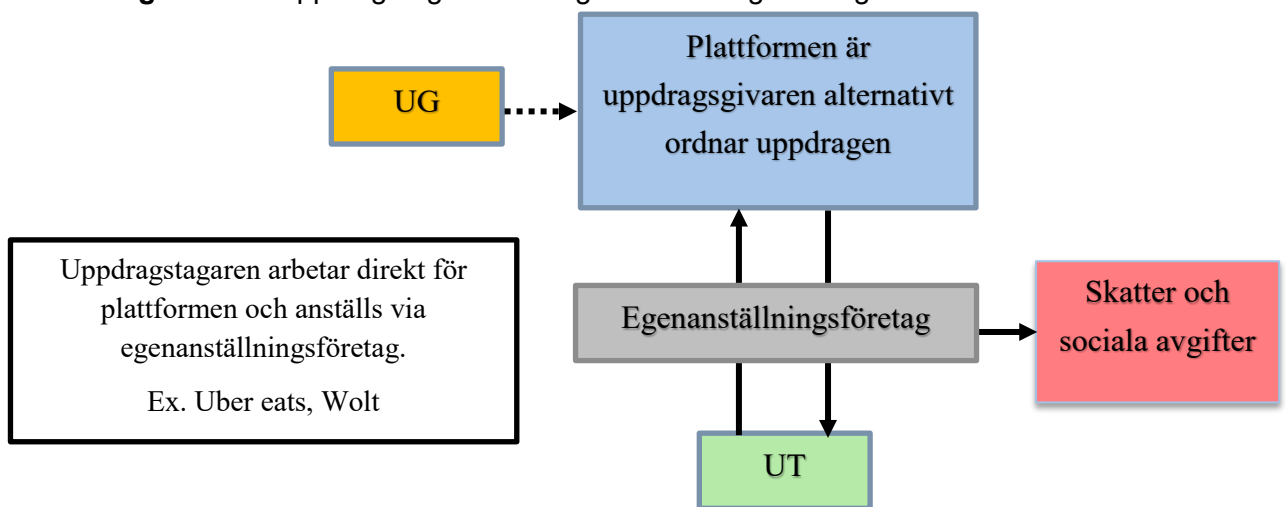 Plattformen är
uppdragsgivaren alternativt
ordnar uppdragen
UG
Uppdragstagaren arbetar direkt för
plattformen och anställs via
egenanställningsföretag.
Ex. Uber eats, Wolt
Egenanställningsföretag
Skatter och
sociala avgifter
UT